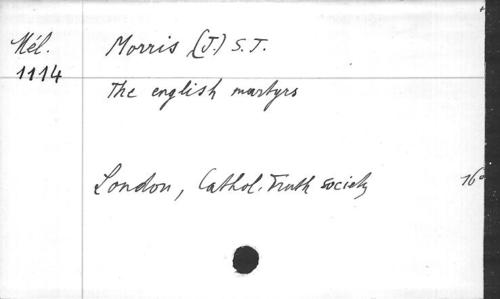 Mél.
1114
Morris (J.) S.J.
The english martyrs
London, Cathol. Truth society
16°